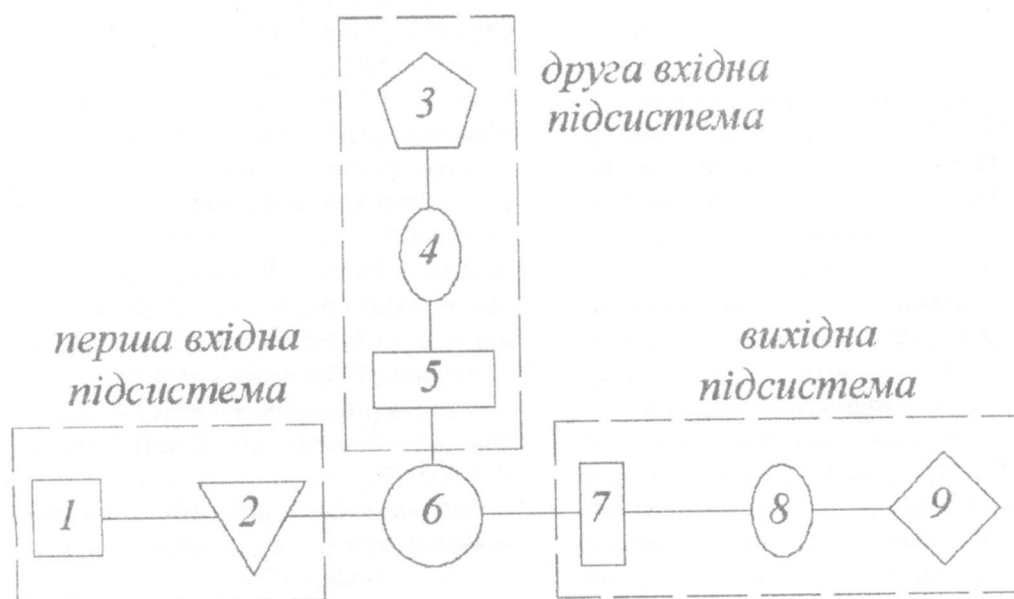 друга вхідна
підсистема
3
4
5
перша вхідна
підсистема
вихідна
підсистема
1
2
6
7
8
9